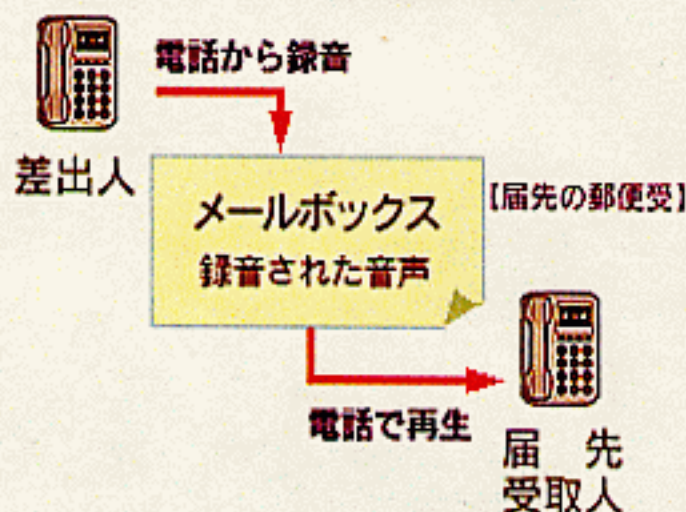 電話から録音
差出人
メールボックス
【届先の郵便受】
録音された音声
電話で再生
届 先
受取人